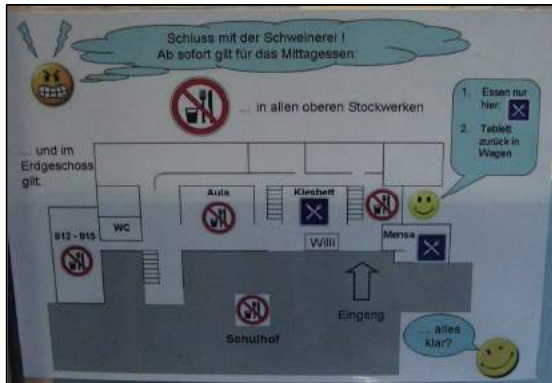 Schluss mit der Schweinerei !
Ab sofort gilt für das Mittagessen:
... in allen oberen Stockwerken
1. Essen nur
hier:
2. Tablett
zurück in
Wagen
... und im
Erdgeschoss
gilt:
Aula
Kleshett
WC
012 - 015
Willi
Mensa
Eingang
Schulhof
.... alles
klar?